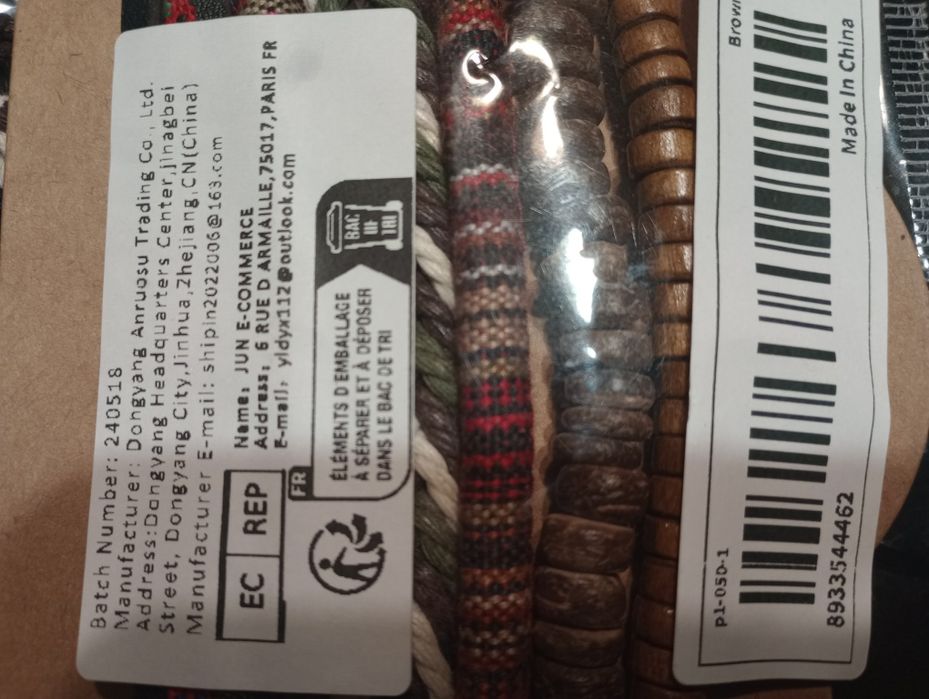 Batch Number: 240518
Manufacturer: Dongyang Anruosu Trading Co., Ltd.
Address:Dongyang Headquarters Center,jinagbei
Street, Dongyang City,Jinhua,Zhejiang,CN(China)
Manufacturer E-mail: shipin2022006@163.com
EC REP
Name: JUN E-COMMERCE
Address: 6 RUE D ARMAILLE,75017,PARIS FR
E-mail: yldyx112@outlook.com
FR
ÉLÉMENTS D'EMBALLAGE
À SÉPARER ET À DÉPOSER
DANS LE BAC DE TRI
BAC
DE
TRI
p1-050-1
Brown
8933544462
Made In China